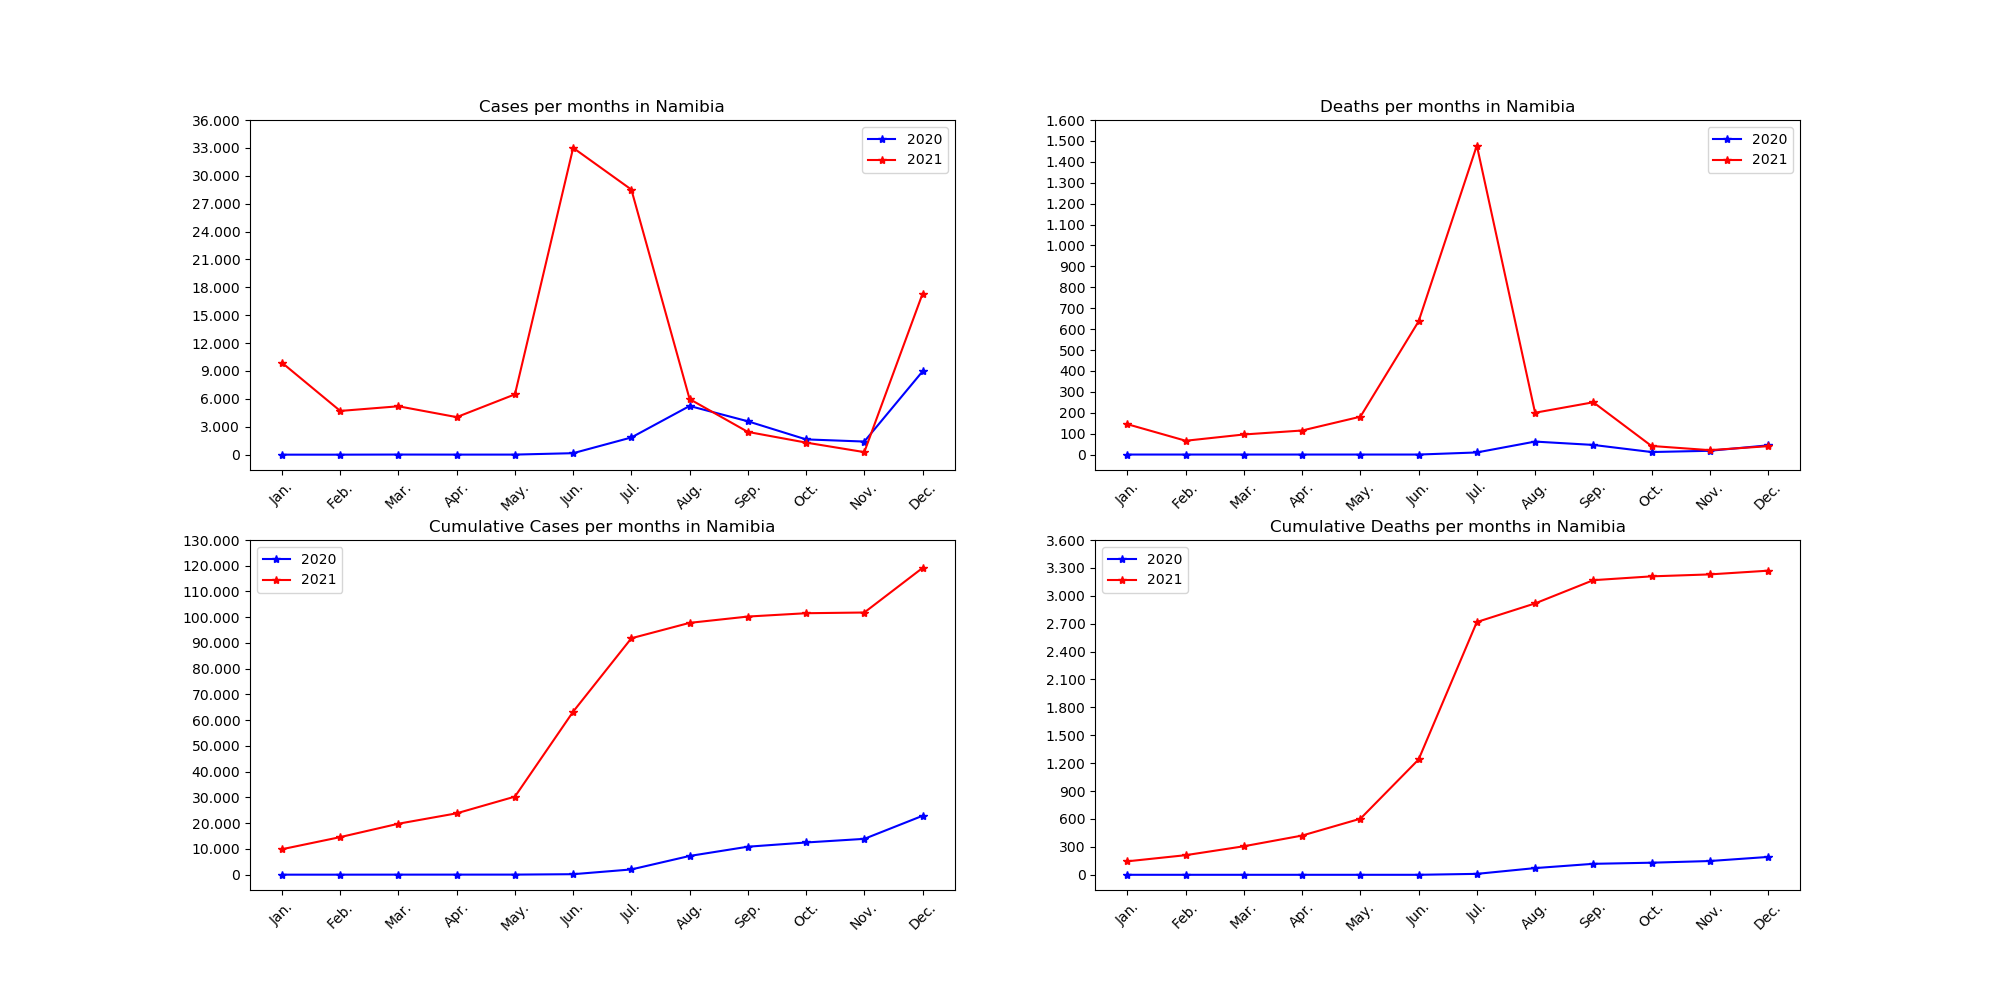 Cases per months in Namibia
36.000
33.000
30.000
27.000
24.000
21.000
18.000
15.000
12.000
9.000
6.000
3.000
0
2020
2021
Jan.
Feb.
Mar.
Apr.
May.
Jun.
Jul.
Aug.
Sep.
Oct.
Nov.
Dec.
Deaths per months in Namibia
1.600
1.500
1.400
1.300
1.200
1.100
1.000
900
800
700
600
500
400
300
200
100
0
2020
2021
Jan.
Feb.
Mar.
Apr.
May.
Jun.
Jul.
Aug.
Sep.
Oct.
Nov.
Dec.
Cumulative Cases per months in Namibia
130.000
120.000
110.000
100.000
90.000
80.000
70.000
60.000
50.000
40.000
30.000
20.000
10.000
0
2020
2021
Jan.
Feb.
Mar.
Apr.
May.
Jun.
Jul.
Aug.
Sep.
Oct.
Nov.
Dec.
Cumulative Deaths per months in Namibia
3.600
3.300
3.000
2.700
2.400
2.100
1.800
1.500
1.200
900
600
300
0
2020
2021
Jan.
Feb.
Mar.
Apr.
May.
Jun.
Jul.
Aug.
Sep.
Oct.
Nov.
Dec.